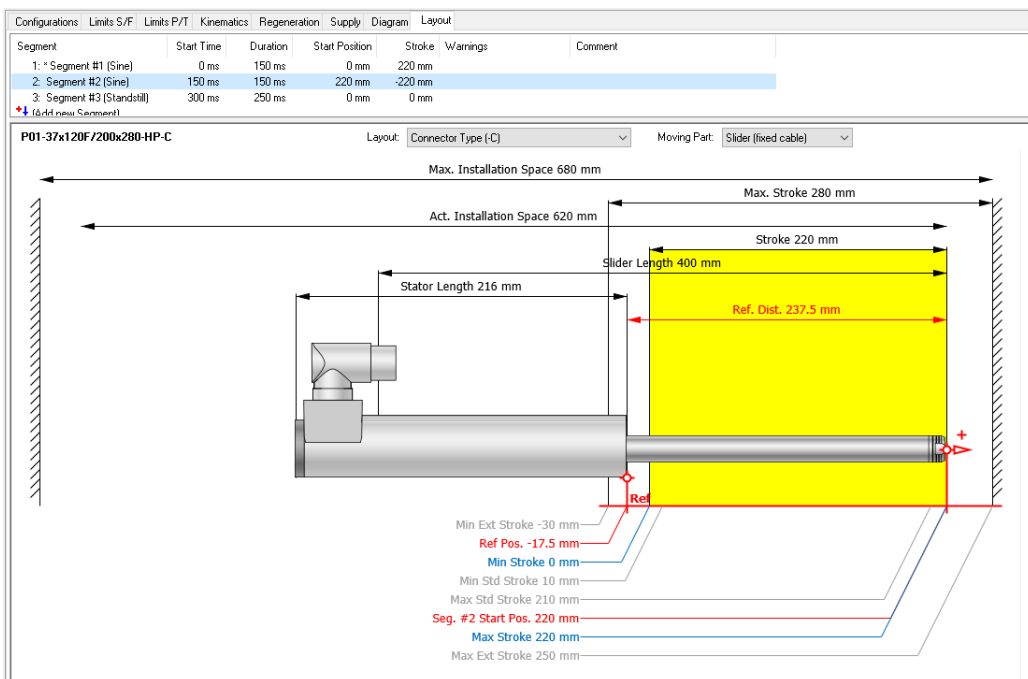 Configurations Limits S/F Limits P/T Kinematics Regeneration Supply Diagram Layout
Segment Start Time Duration Start Position Stroke Warnings Comment
1: * Segment #1 (Sine) 0 ms 150 ms 0 mm 220 mm
2: Segment #2 (Sine) 150 ms 150 ms 220 mm -220 mm
3: Segment #3 (Standstill) 300 ms 250 ms 0 mm 0 mm
(Add new Segment)
P01-37x120F/200x280-HP-C Layout: Connector Type (-C) Moving Part: Slider (fixed cable)
Max. Installation Space 680 mm
Max. Stroke 280 mm
Act. Installation Space 620 mm
Stroke 220 mm
Slider Length 400 mm
Stator Length 216 mm
Ref. Dist. 237.5 mm
+
Ref
Min Ext Stroke -30 mm
Ref Pos. -17.5 mm
Min Stroke 0 mm
Min Std Stroke 10 mm
Max Std Stroke 210 mm
Seg. #2 Start Pos. 220 mm
Max Stroke 220 mm
Max Ext Stroke 250 mm